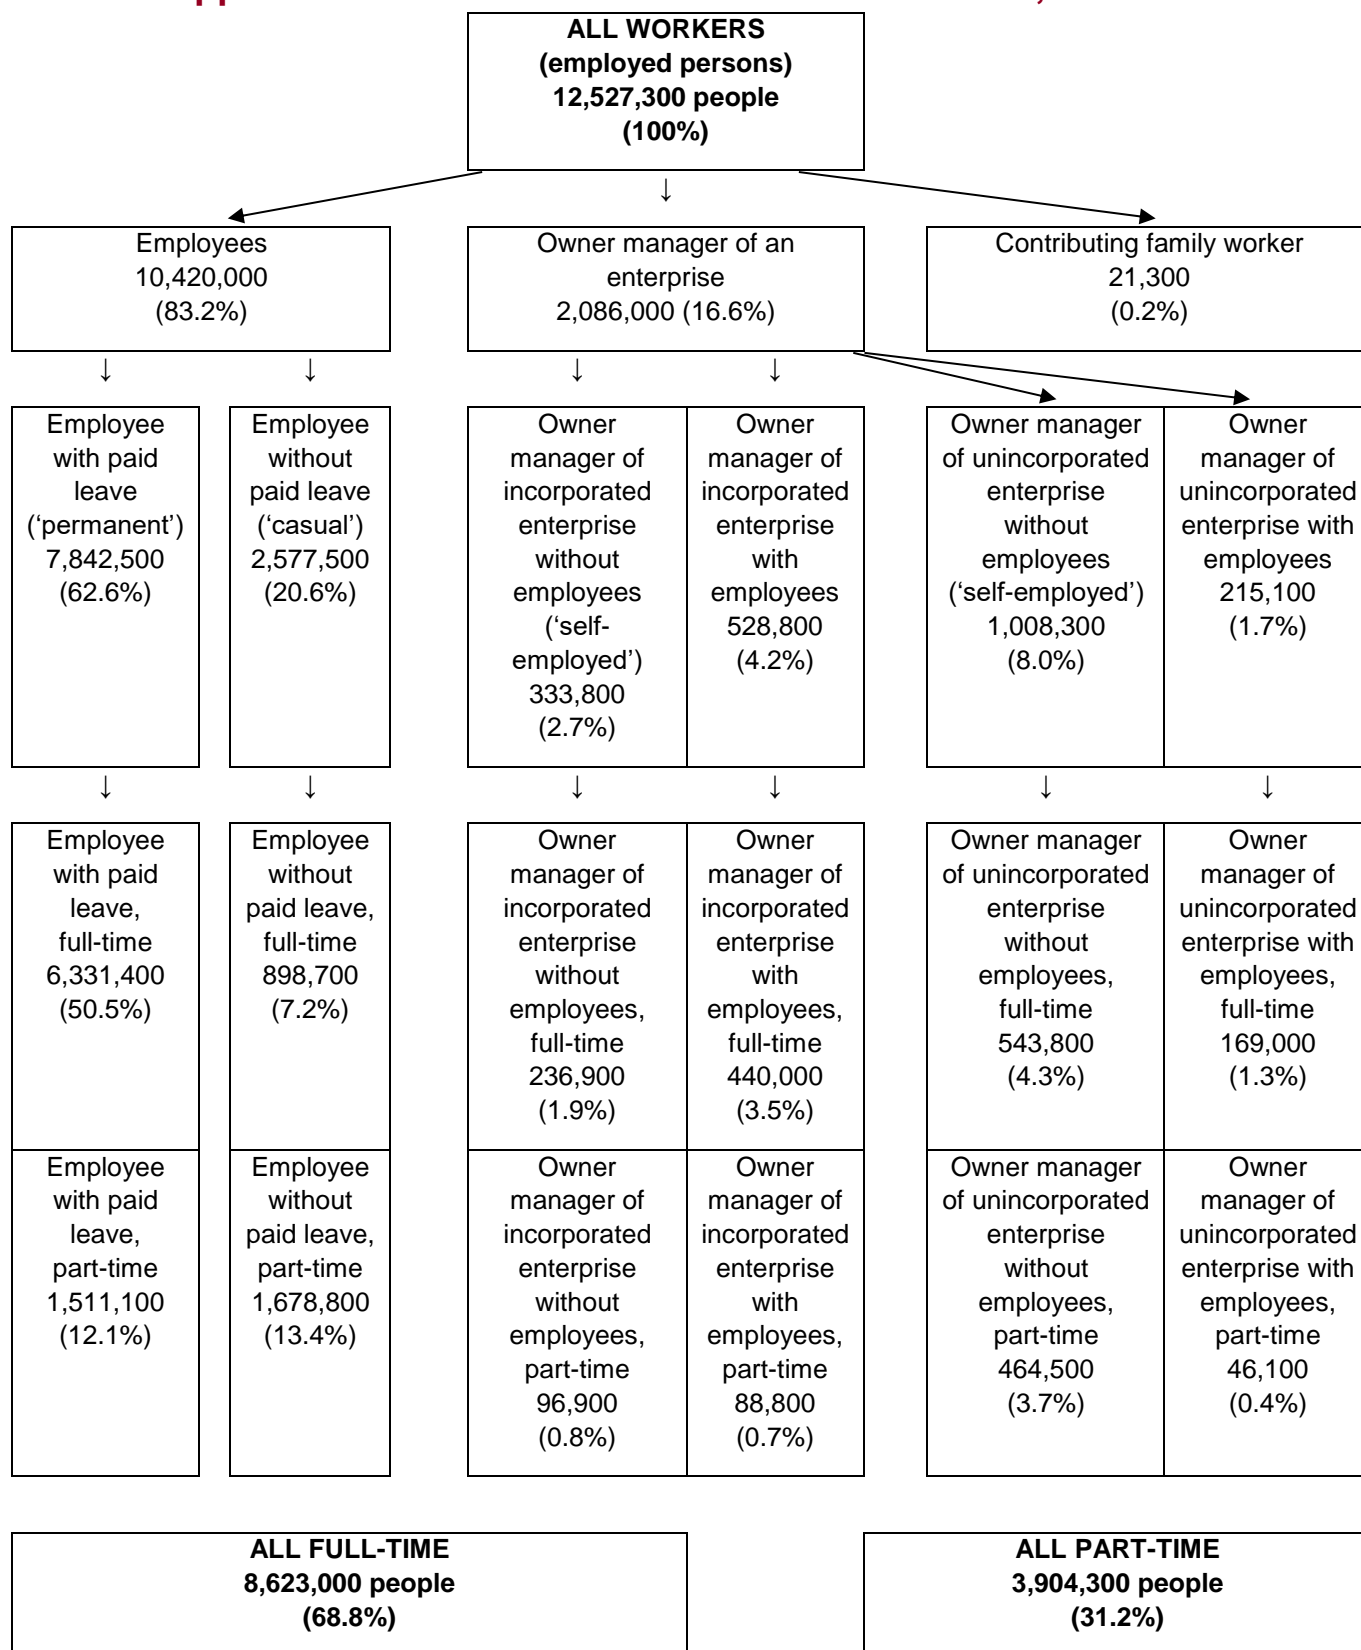 ALL WORKERS
(employed persons)
12,527,300 people
(100%)
↓
Employees
10,420,000
(83.2%)
Owner manager of an
enterprise
2,086,000 (16.6%)
Contributing family worker
21,300
(0.2%)
↓ ↓ ↓ ↓
Employee
with paid
leave
(‘permanent’)
7,842,500
(62.6%)
Employee
without
paid leave
(‘casual’)
2,577,500
(20.6%)
Owner
manager of
incorporated
enterprise
without
employees
(‘self-
employed’)
333,800
(2.7%)
Owner
manager of
incorporated
enterprise
with
employees
528,800
(4.2%)
Owner manager
of unincorporated
enterprise
without
employees
(‘self-employed’)
1,008,300
(8.0%)
Owner
manager of
unincorporated
enterprise with
employees
215,100
(1.7%)
↓ ↓ ↓ ↓ ↓ ↓
Employee
with paid
leave,
full-time
6,331,400
(50.5%)
Employee
without
paid leave,
full-time
898,700
(7.2%)
Owner
manager of
incorporated
enterprise
without
employees,
full-time
236,900
(1.9%)
Owner
manager of
incorporated
enterprise
with
employees,
full-time
440,000
(3.5%)
Owner manager
of unincorporated
enterprise
without
employees,
full-time
543,800
(4.3%)
Owner
manager of
unincorporated
enterprise with
employees,
full-time
169,000
(1.3%)
Employee
with paid
leave,
part-time
1,511,100
(12.1%)
Employee
without
paid leave,
part-time
1,678,800
(13.4%)
Owner
manager of
incorporated
enterprise
without
employees,
part-time
96,900
(0.8%)
Owner
manager of
incorporated
enterprise
with
employees,
part-time
88,800
(0.7%)
Owner manager
of unincorporated
enterprise
without
employees,
part-time
464,500
(3.7%)
Owner
manager of
unincorporated
enterprise with
employees,
part-time
46,100
(0.4%)
ALL FULL-TIME
8,623,000 people
(68.8%)
ALL PART-TIME
3,904,300 people
(31.2%)